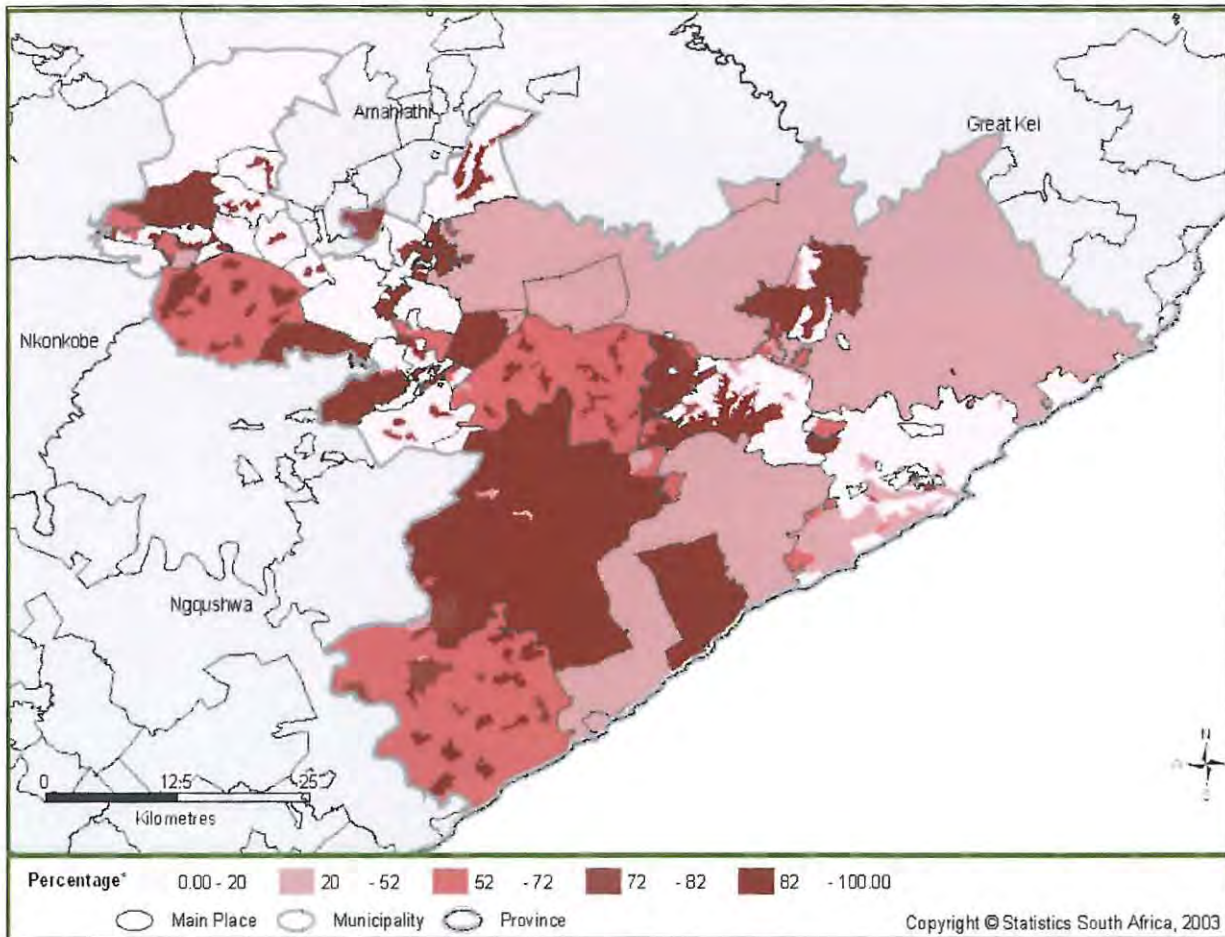 Amahlathi
Great Kei
Nkonkobe
Ngqushwa
0 12.5 25
Kilometres
N
Percentage* 0.00 - 20 20 - 52 52 - 72 72 - 82 82 - 100.00
Main Place Municipality Province Copyright © Statistics South Africa, 2003